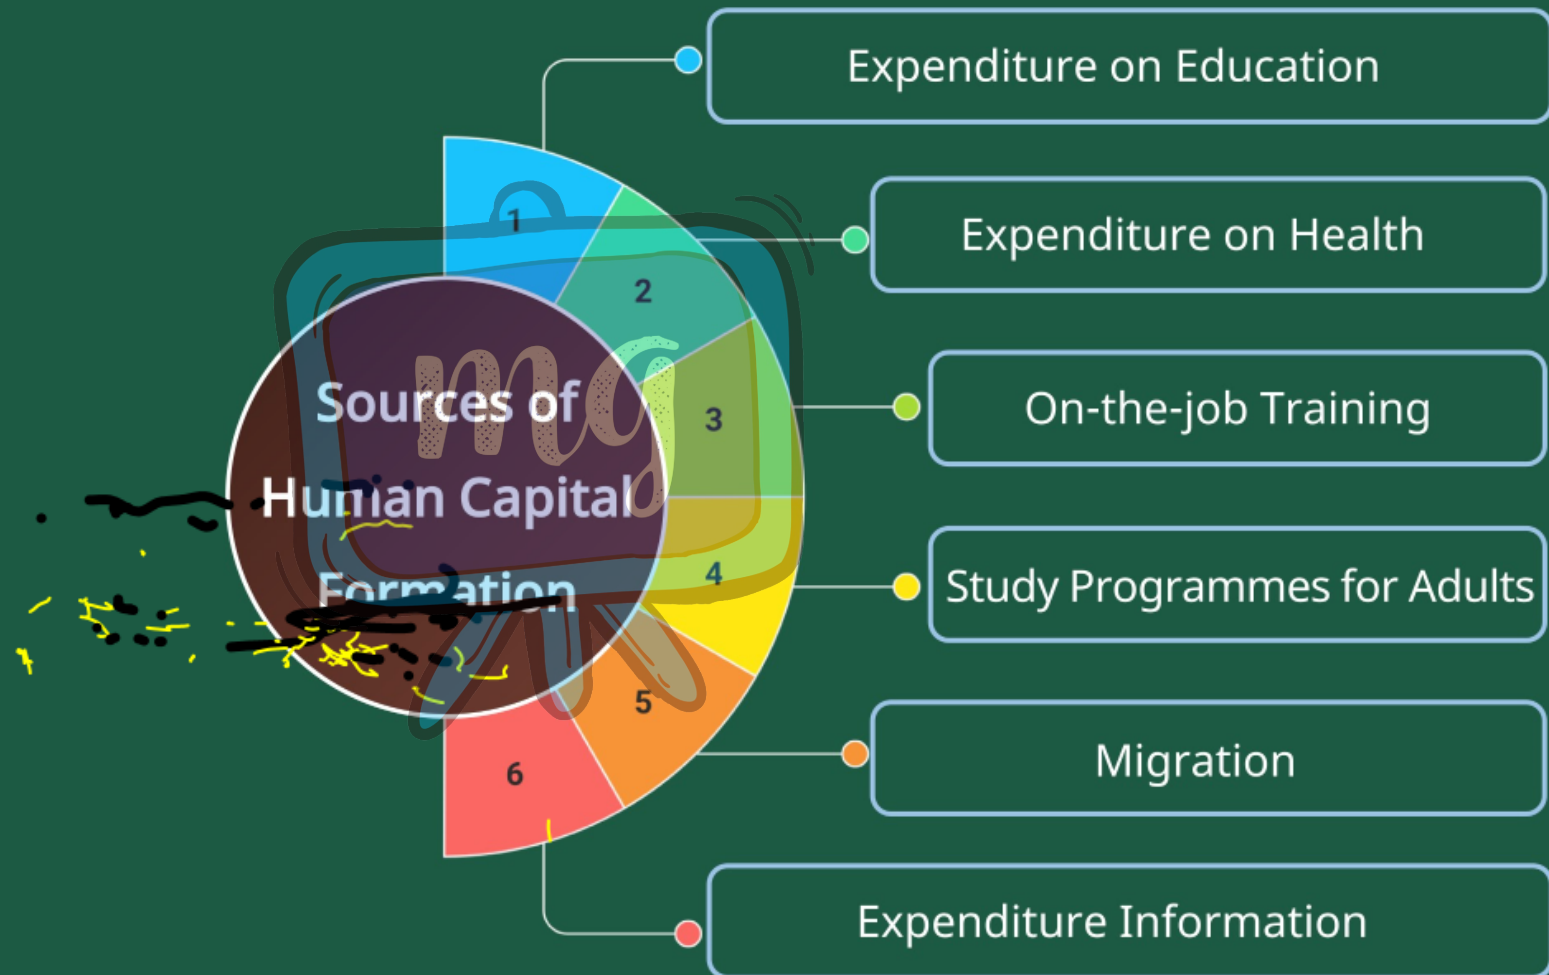 Sources of
Human Capital
Formation
mg
1
Expenditure on Education
2
Expenditure on Health
3
On-the-job Training
4
Study Programmes for Adults
5
Migration
6
Expenditure Information